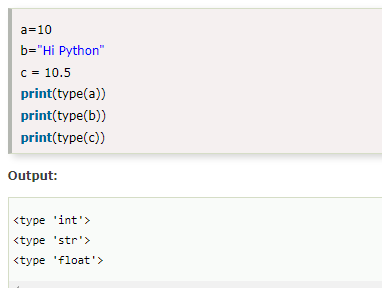 a=10
b="Hi Python"
c = 10.5
print(type(a))
print(type(b))
print(type(c))
Output:
<type 'int'>
<type 'str'>
<type 'float'>